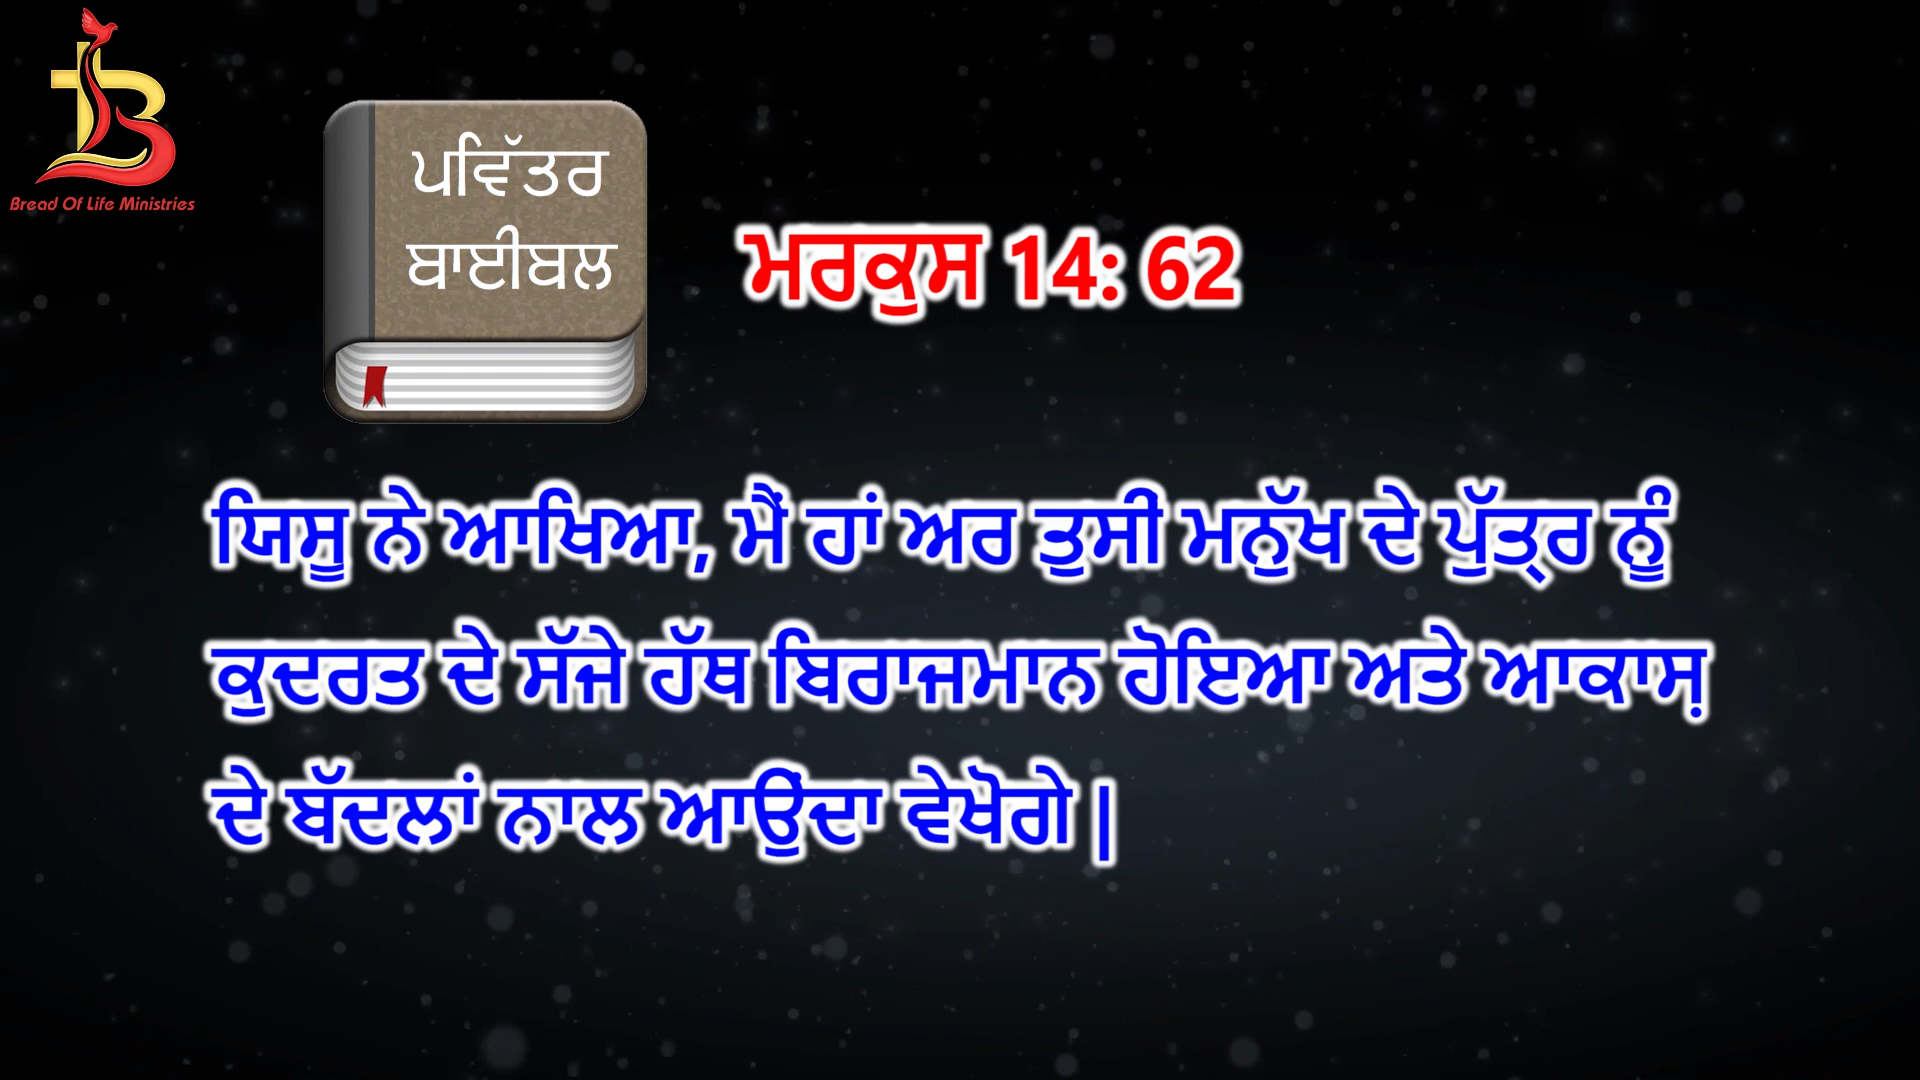 Bread Of Life Ministries
ਪਵਿੱਤਰ
ਬਾਈਬਲ
ਮਰਕੁਸ 14: 62
ਯਿਸੂ ਨੇ ਆਖਿਆ, ਮੈਂ ਹਾਂ ਅਰ ਤੁਸੀਂ ਮਨੁੱਖ ਦੇ ਪੁੱਤ੍ਰ ਨੂੰ
ਕੁਦਰਤ ਦੇ ਸੱਜੇ ਹੱਥ ਬਿਰਾਜਮਾਨ ਹੋਇਆ ਅਤੇ ਆਕਾਸ਼
ਦੇ ਬੱਦਲਾਂ ਨਾਲ ਆਉਂਦਾ ਵੇਖੋਗੇ |